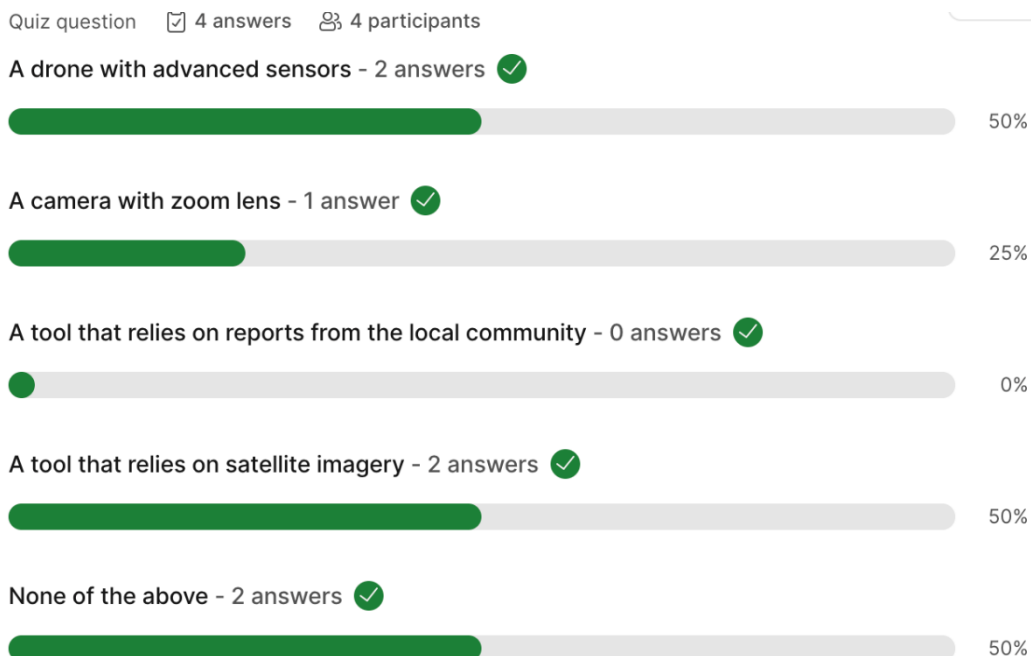 Quiz question 4 answers 4 participants
A drone with advanced sensors - 2 answers
50%
A camera with zoom lens - 1 answer
25%
A tool that relies on reports from the local community - 0 answers
0%
A tool that relies on satellite imagery - 2 answers
50%
None of the above - 2 answers
50%